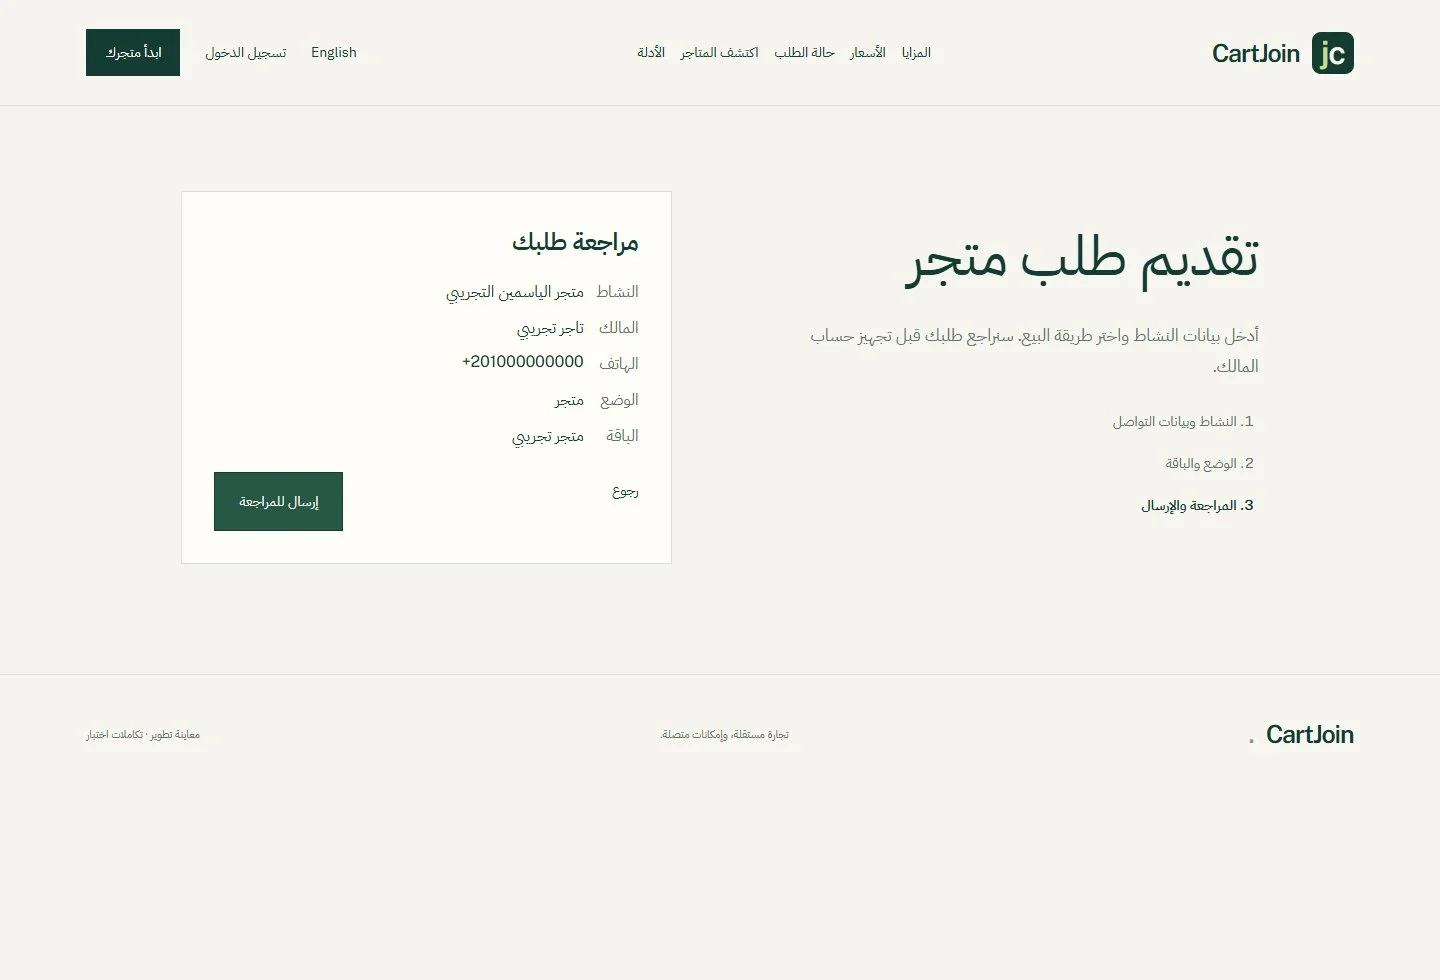 jc CartJoin
المزايا الأسعار حالة الطلب اكتشف المتاجر الأدلة
English تسجيل الدخول ابدأ متجرك
تقديم طلب متجر
أدخل بيانات النشاط واختر طريقة البيع. سنراجع طلبك قبل تجهيز حساب
المالك.
1. النشاط وبيانات التواصل
2. الوضع والباقة
3. المراجعة والإرسال
مراجعة طلبك
النشاط متجر الياسمين التجريبي
المالك تاجر تجريبي
الهاتف +201000000000
الوضع متجر
الباقة متجر تجريبي
رجوع إرسال للمراجعة
CartJoin .
تجارة مستقلة، وإمكانات متصلة.
معاينة تطوير · تكاملات اختبار